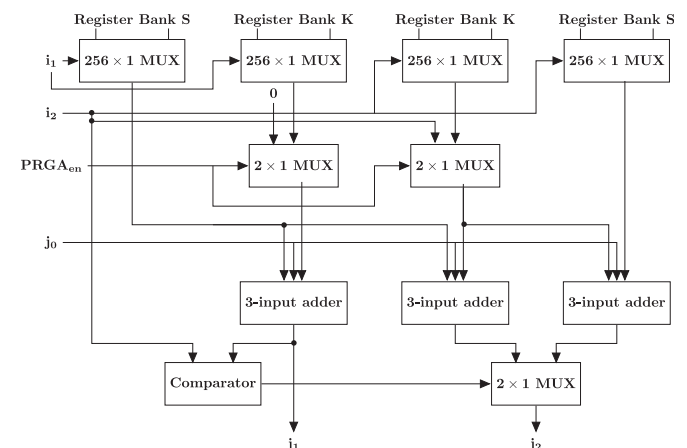 Register Bank S Register Bank K Register Bank K Register Bank S
i₁ 256 × 1 MUX 256 × 1 MUX 256 × 1 MUX 256 × 1 MUX
0
i₂
PRGAₑₙ 2 × 1 MUX 2 × 1 MUX
j₀
3-input adder 3-input adder 3-input adder
Comparator 2 × 1 MUX
j₁ j₂